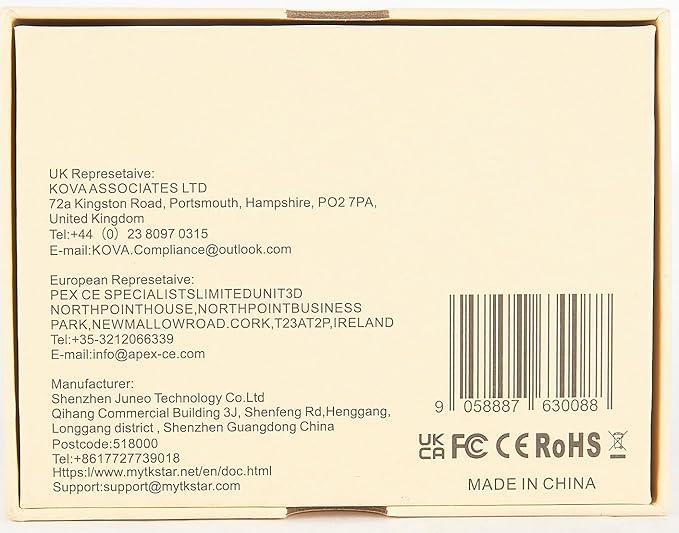 UK Represetaive:
KOVA ASSOCIATES LTD
72a Kingston Road, Portsmouth, Hampshire, PO2 7PA,
United Kingdom
Tel:+44（0）23 8097 0315
E-mail:KOVA.Compliance@outlook.com
European Represetaive:
PEX CE SPECIALISTSLIMITEDUNIT3D
NORTHPOINTHOUSE,NORTHPOINTBUSINESS
PARK,NEWMALLOWROAD.CORK,T23AT2P,IRELAND
Tel:+35-3212066339
E-mail:info@apex-ce.com
Manufacturer:
Shenzhen Juneo Technology Co.Ltd
Qihang Commercial Building 3J, Shenfeng Rd,Henggang,
Longgang district , Shenzhen Guangdong China
Postcode:518000
Tel:+8617727739018
Https:/www.mytkstar.net/en/doc.html
Support:support@mytkstar.com
9 058887 630088
UK CA FC CE RoHS
MADE IN CHINA